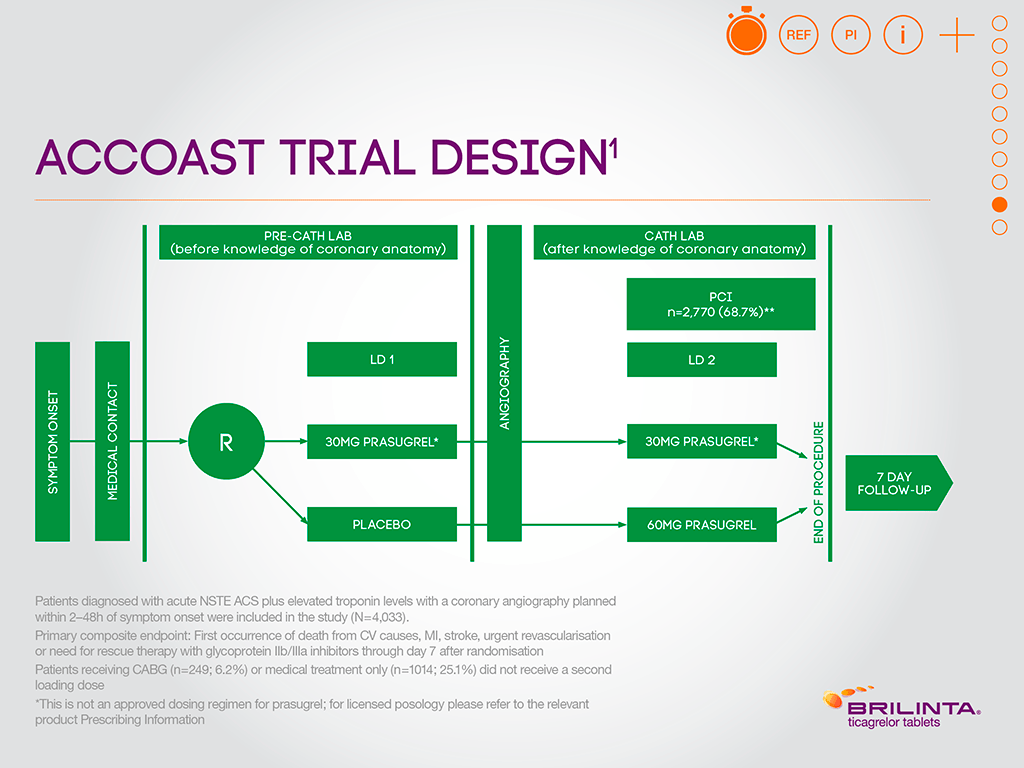 REF
PI
i
ACCOAST TRIAL DESIGN1
PRE-CATH LAB
(before knowledge of coronary anatomy)
CATH LAB
(after knowledge of coronary anatomy)
PCI
n=2,770 (68.7%)**
LD 1
LD 2
SYMPTOM ONSET
MEDICAL CONTACT
R
30MG PRASUGREL*
PLACEBO
ANGIOGRAPHY
30MG PRASUGREL*
60MG PRASUGREL
END OF PROCEDURE
7 DAY
FOLLOW-UP
Patients diagnosed with acute NSTE ACS plus elevated troponin levels with a coronary angiography planned
within 2–48h of symptom onset were included in the study (N=4,033).
Primary composite endpoint: First occurrence of death from CV causes, MI, stroke, urgent revascularisation
or need for rescue therapy with glycoprotein IIb/IIIa inhibitors through day 7 after randomisation
Patients receiving CABG (n=249; 6.2%) or medical treatment only (n=1014; 25.1%) did not receive a second
loading dose
*This is not an approved dosing regimen for prasugrel; for licensed posology please refer to the relevant
product Prescribing Information
BRILINTA®
ticagrelor tablets